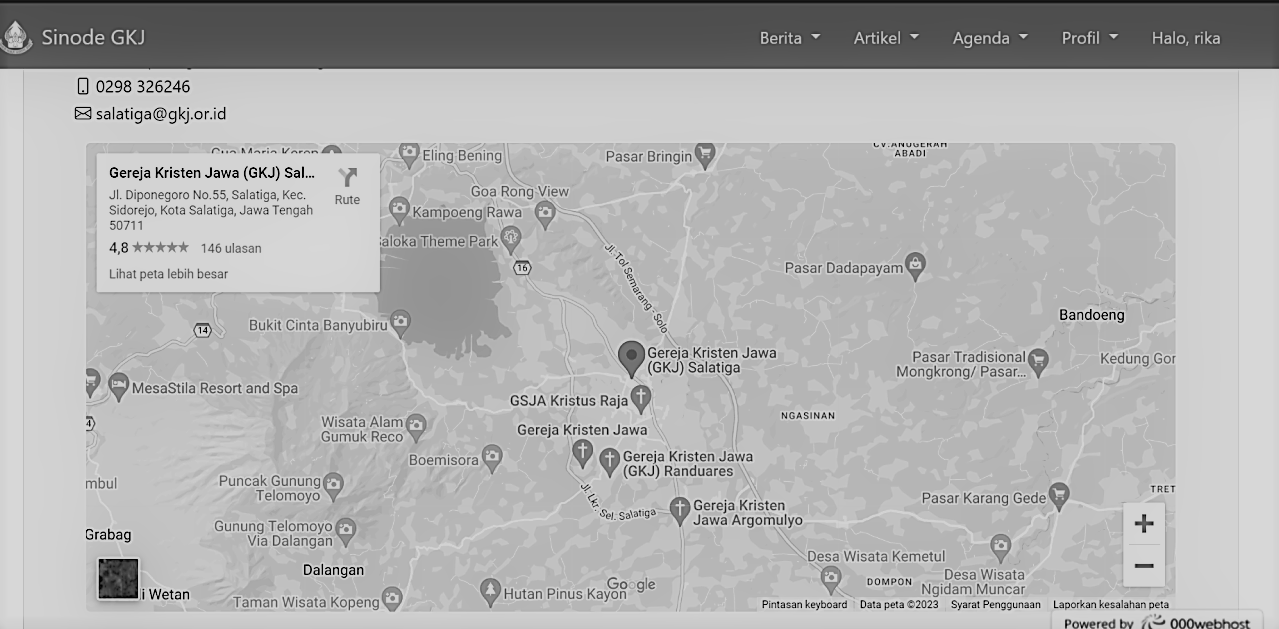 Sinode GKJ
Berita
Artikel
Agenda
Profil
Halo, rika
0298 326246
salatiga@gkj.or.id
Gereja Kristen Jawa (GKJ) Sal...
Jl. Diponegoro No.55, Salatiga, Kec.
Sidorejo, Kota Salatiga, Jawa Tengah
50711
Rute
4,8 ★★★★★ 146 ulasan
Lihat peta lebih besar
Eling Bening
Pasar Bringin
CV.ANUGERAH
ABADI
Goa Rong View
Kampoeng Rawa
Saloka Theme Park
16
Jl. Tol Semarang - Solo
Pasar Dadapayam
14
Bukit Cinta Banyubiru
Bandoeng
Gereja Kristen Jawa
(GKJ) Salatiga
Pasar Tradisional
Mongkrong/ Pasar...
Kedung Gor
MesaStila Resort and Spa
GSJA Kristus Raja
NGASINAN
Wisata Alam
Gumuk Reco
Gereja Kristen Jawa
Boemisora
Gereja Kristen Jawa
(GKJ) Randuares
mbul
Puncak Gunung
Telomoyo
Jl. Lkr. Sel. Salatiga
Gereja Kristen
Jawa Argomulyo
Pasar Karang Gede
TRET
Grabag
Gunung Telomoyo
Via Dalangan
Dalangan
Desa Wisata Kemetul
DOMPON
Desa Wisata
Ngidam Muncar
i Wetan
Taman Wisata Kopeng
Hutan Pinus Kayon
Google
Pintasan keyboard
Data peta ©2023
Syarat Penggunaan
Laporkan kesalahan peta
Powered by 000webhost